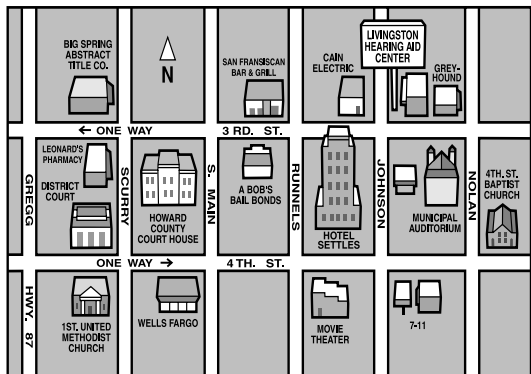 BIG SPRING
ABSTRACT
TITLE CO.
N
SAN FRANSISCAN
BAR & GRILL
CAIN
ELECTRIC
LIVINGSTON
HEARING AID
CENTER
GREY-
HOUND
← ONE WAY
3 RD. ST.
LEONARD'S
PHARMACY
DISTRICT
COURT
HOWARD
COUNTY
COURT HOUSE
A BOB'S
BAIL BONDS
HOTEL
SETTLES
MUNICIPAL
AUDITORIUM
4TH. ST.
BAPTIST
CHURCH
GREGG
SCURRY
S. MAIN
RUNNELS
JOHNSON
NOLAN
ONE WAY →
4 TH. ST.
HWY. 87
1ST. UNITED
METHODIST
CHURCH
WELLS FARGO
MOVIE
THEATER
7-11